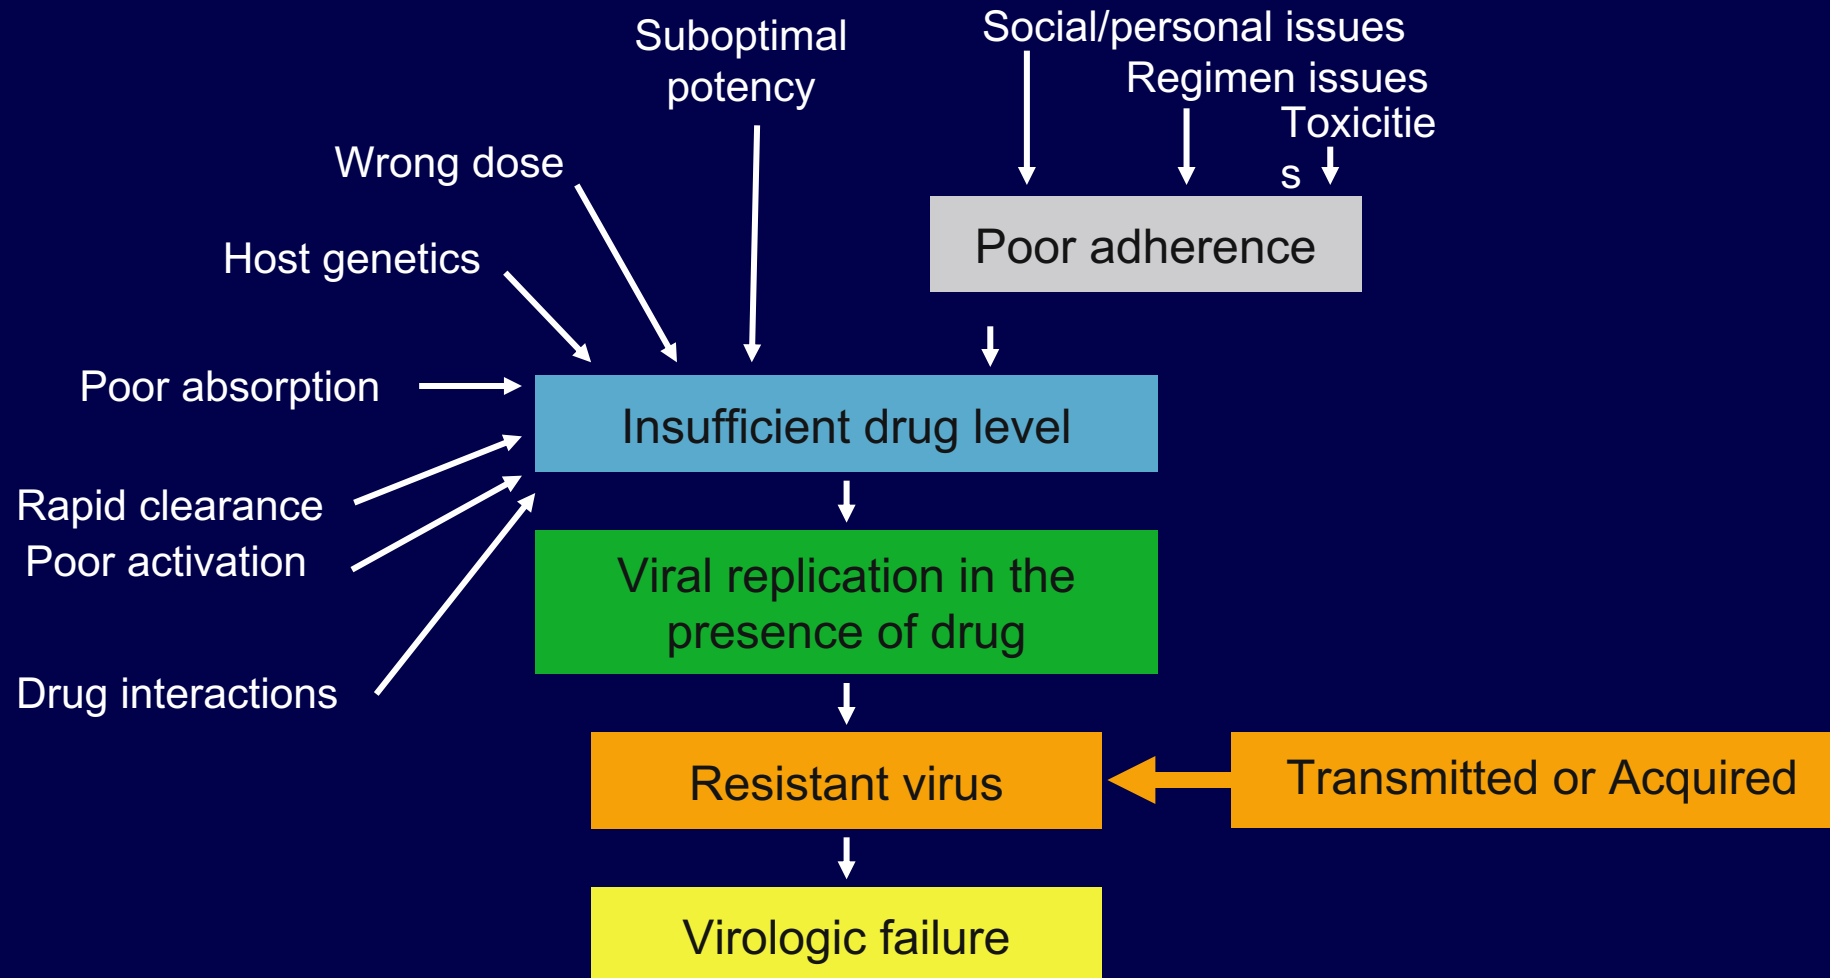 Suboptimal
potency
Social/personal issues
Regimen issues
Toxicitie
s
Wrong dose
Host genetics
Poor adherence
Poor absorption
Insufficient drug level
Rapid clearance
Poor activation
Viral replication in the
presence of drug
Drug interactions
Resistant virus
Transmitted or Acquired
Virologic failure